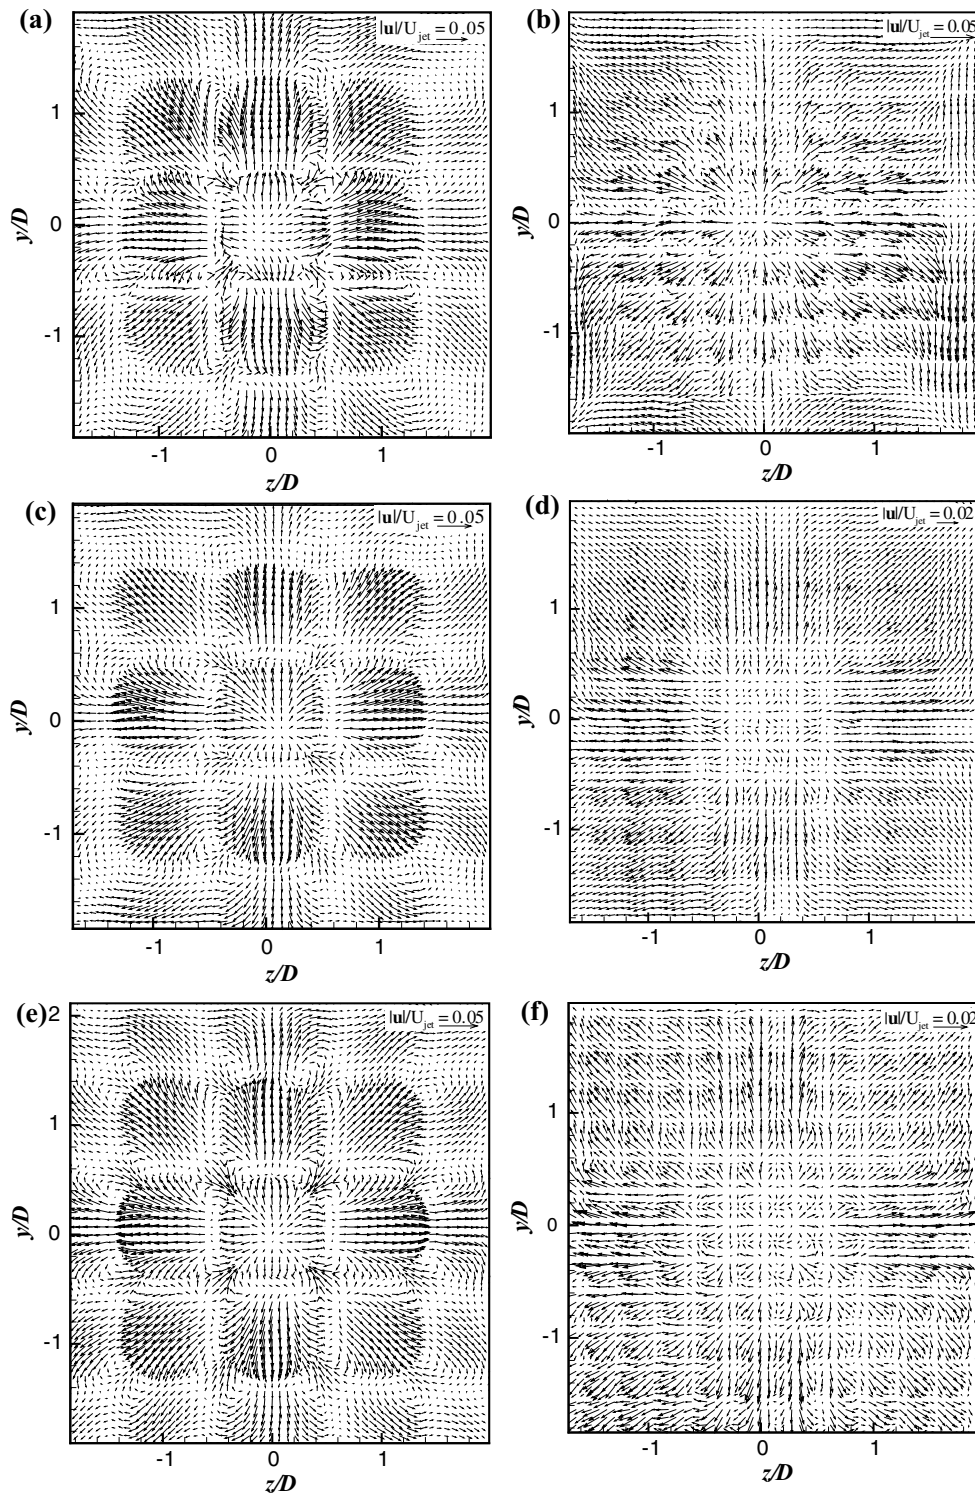 (a)
|u|/U_jet = 0.05
1
0
-1
y/D
-1 0 1
z/D
(b)
|u|/U_jet = 0.05
1
0
-1
y/D
-1 0 1
z/D
(c)
|u|/U_jet = 0.05
1
0
-1
y/D
-1 0 1
z/D
(d)
|u|/U_jet = 0.02
1
0
-1
y/D
-1 0 1
z/D
(e)
|u|/U_jet = 0.05
2
1
0
-1
y/D
-1 0 1
z/D
(f)
|u|/U_jet = 0.02
1
0
-1
y/D
-1 0 1
z/D